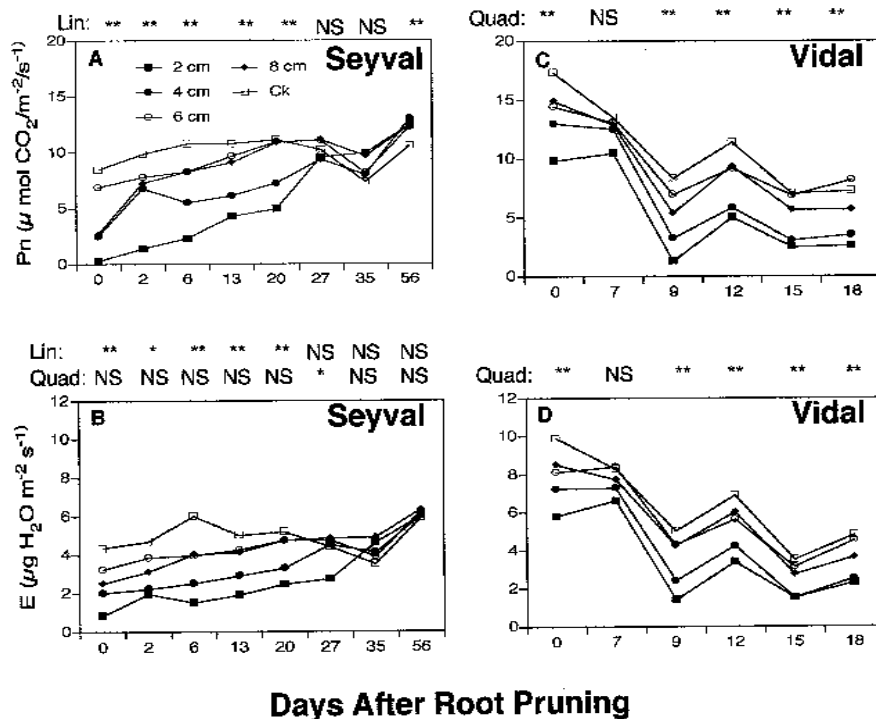 Lin: ** ** ** ** ** NS NS **
20
15
10
5
0
Pn (μ mol CO₂/m⁻²/s⁻¹)
A
Seyval
2 cm
4 cm
6 cm
8 cm
Ck
0 2 6 13 20 27 35 56
Quad: ** NS ** ** ** **
20
15
10
5
0
C
Vidal
0 7 9 12 15 18
Lin: ** * ** ** ** NS NS NS
Quad: NS NS NS NS NS * NS NS
12
10
8
6
4
2
0
E (μg H₂O m⁻² s⁻¹)
B
Seyval
0 2 6 13 20 27 35 56
Quad: ** NS ** ** ** **
12
10
8
6
4
2
0
D
Vidal
0 7 9 12 15 18
Days After Root Pruning